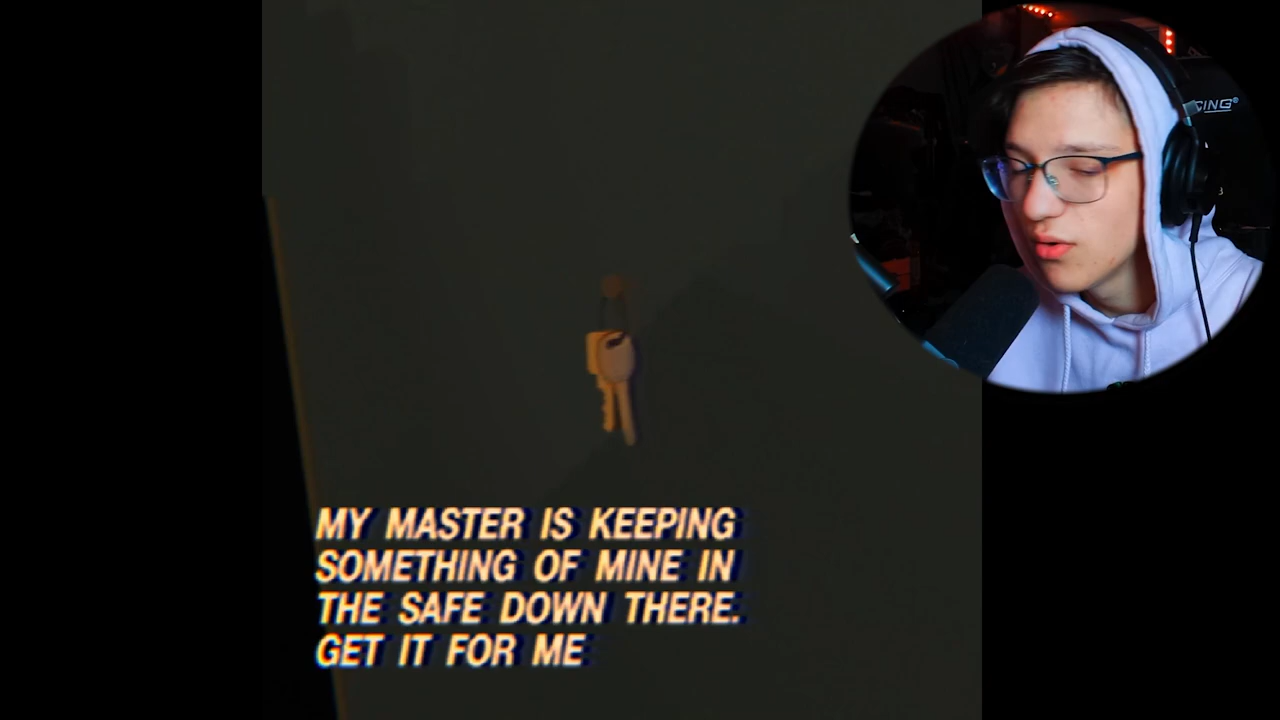 MY MASTER IS KEEPING
SOMETHING OF MINE IN
THE SAFE DOWN THERE.
GET IT FOR ME